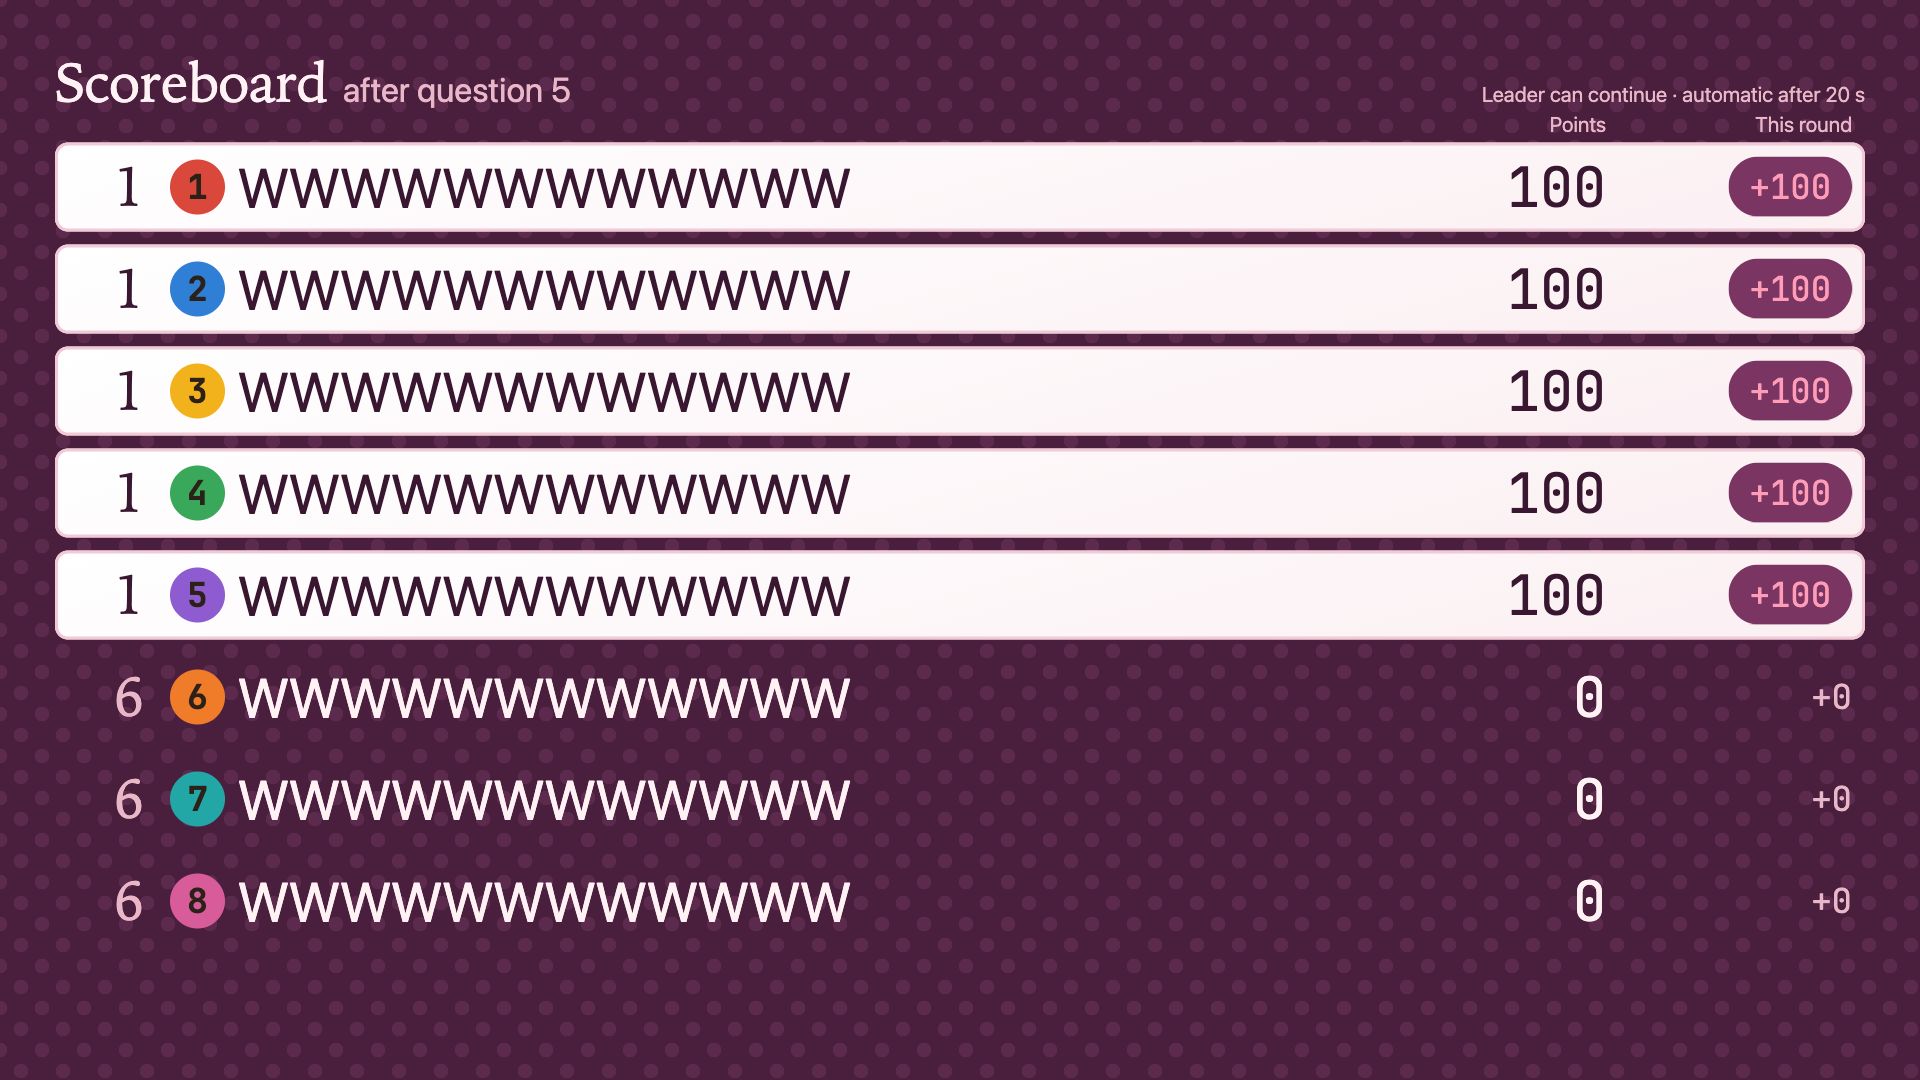 Scoreboard after question 5
Leader can continue · automatic after 20 s
Points This round
1 1 WWWWWWWWWWWW 100 +100
1 2 WWWWWWWWWWWW 100 +100
1 3 WWWWWWWWWWWW 100 +100
1 4 WWWWWWWWWWWW 100 +100
1 5 WWWWWWWWWWWW 100 +100
6 6 WWWWWWWWWWWW 0 +0
6 7 WWWWWWWWWWWW 0 +0
6 8 WWWWWWWWWWWW 0 +0